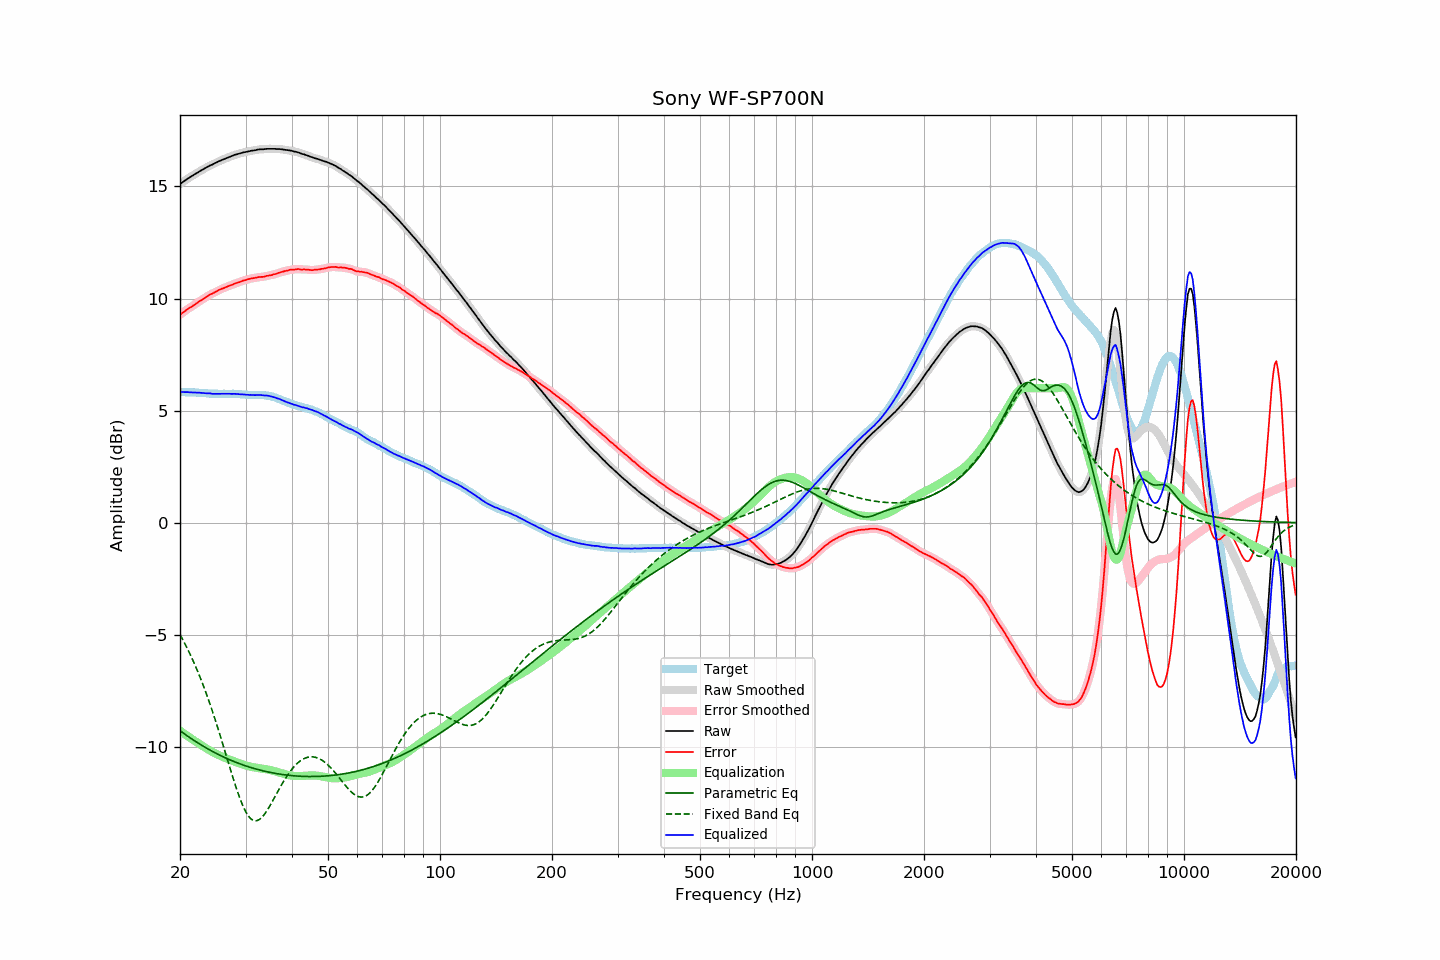 Sony WF-SP700N
Amplitude (dBr)
15
10
5
0
−5
−10
Target
Raw Smoothed
Error Smoothed
Raw
Error
Equalization
Parametric Eq
Fixed Band Eq
Equalized
20
50
100
200
500
1000
2000
5000
10000
20000
Frequency (Hz)